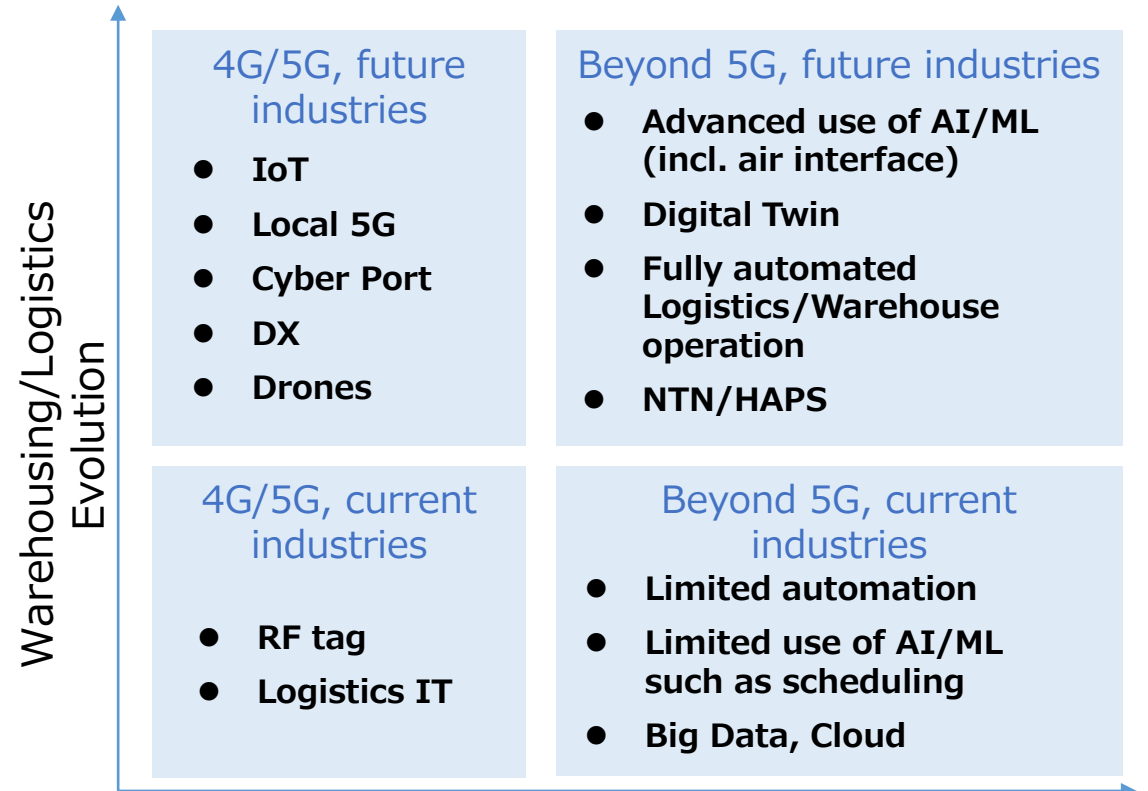 Warehousing/Logistics
Evolution
4G/5G, future
industries
● IoT
● Local 5G
● Cyber Port
● DX
● Drones
Beyond 5G, future industries
● Advanced use of AI/ML
(incl. air interface)
● Digital Twin
● Fully automated
Logistics/Warehouse
operation
● NTN/HAPS
4G/5G, current
industries
● RF tag
● Logistics IT
Beyond 5G, current
industries
● Limited automation
● Limited use of AI/ML
such as scheduling
● Big Data, Cloud